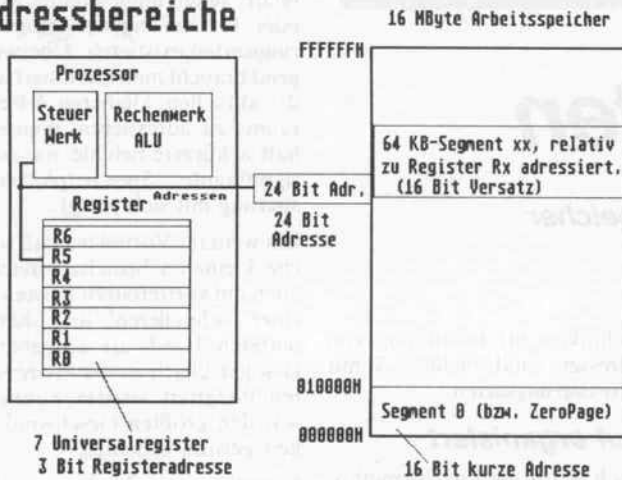 dressbereiche
16 MByte Arbeitsspeicher
FFFFFFH
Prozessor
Steuer
Werk
Rechenwerk
ALU
64 KB-Segment xx, relativ
zu Register Rx adressiert.
(16 Bit Versatz)
Adressen
24 Bit Adr.
24 Bit
Adresse
Register
R6
R5
R4
R3
R2
R1
R0
010000H
Segment 0 (bzw. ZeroPage)
000000H
7 Universalregister
3 Bit Registeradresse
16 Bit kurze Adresse